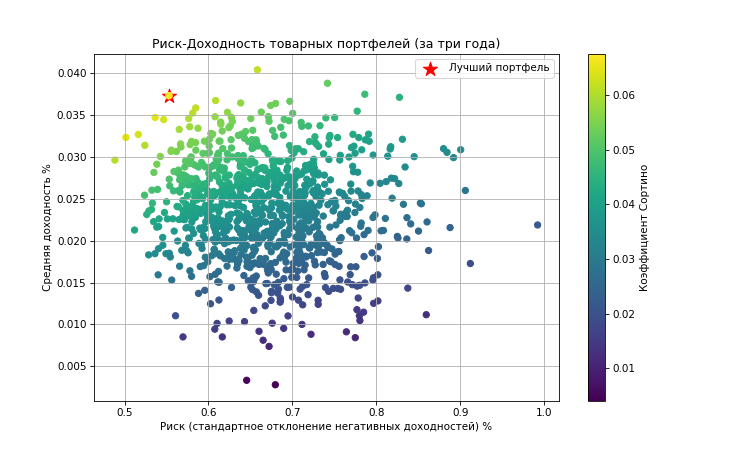 Риск-Доходность товарных портфелей (за три года)
Лучший портфель
Средняя доходность %
0.040
0.035
0.030
0.025
0.020
0.015
0.010
0.005
0.5 0.6 0.7 0.8 0.9 1.0
Риск (стандартное отклонение негативных доходностей) %
0.06
0.05
0.04
0.03
0.02
0.01
Коэффициент Сортино